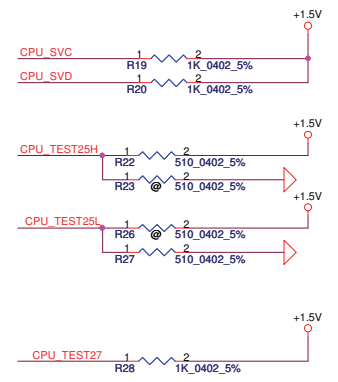 +1.5V
CPU_SVC 1 2
R19 1K_0402_5%
CPU_SVD 1 2
R20 1K_0402_5%
+1.5V
CPU_TEST25H 1 2
R22 510_0402_5%
1 2
R23 @ 510_0402_5%
+1.5V
CPU_TEST25L 1 2
R26 @ 510_0402_5%
1 2
R27 510_0402_5%
+1.5V
CPU_TEST27 1 2
R28 1K_0402_5%